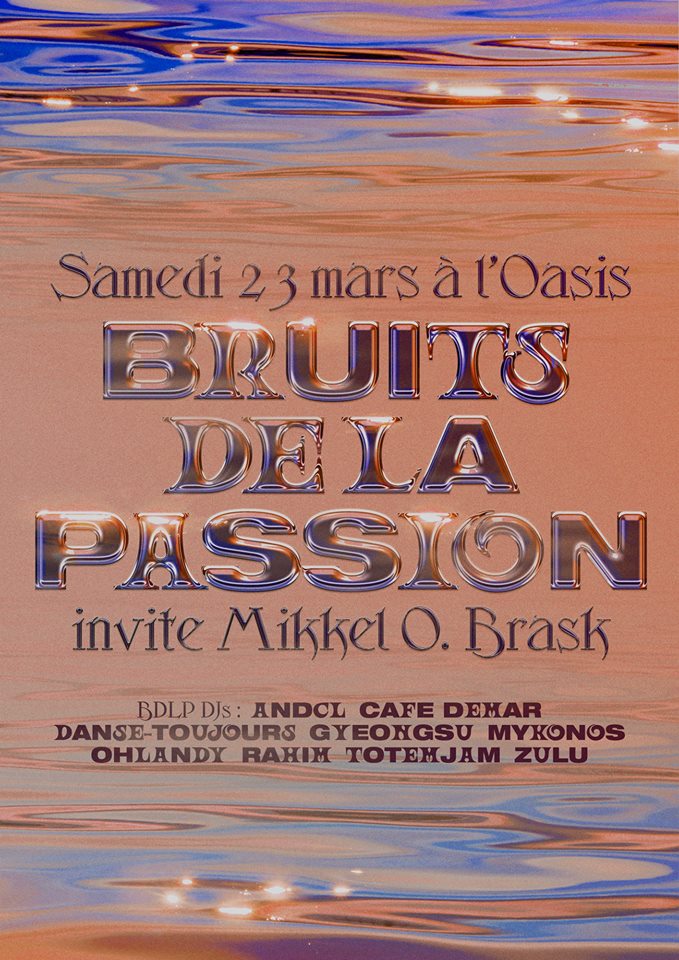 Samedi 23 mars à l'Oasis
BRUITS
DE LA
PASSION
invite Mikkel O. Brask
BDLP DJs : ANDCL CAFE DEMAR
DANSE-TOUJOURS GYEONGSU MYKONOS
OHLANDY RAHIM TOTEMJAM ZULU